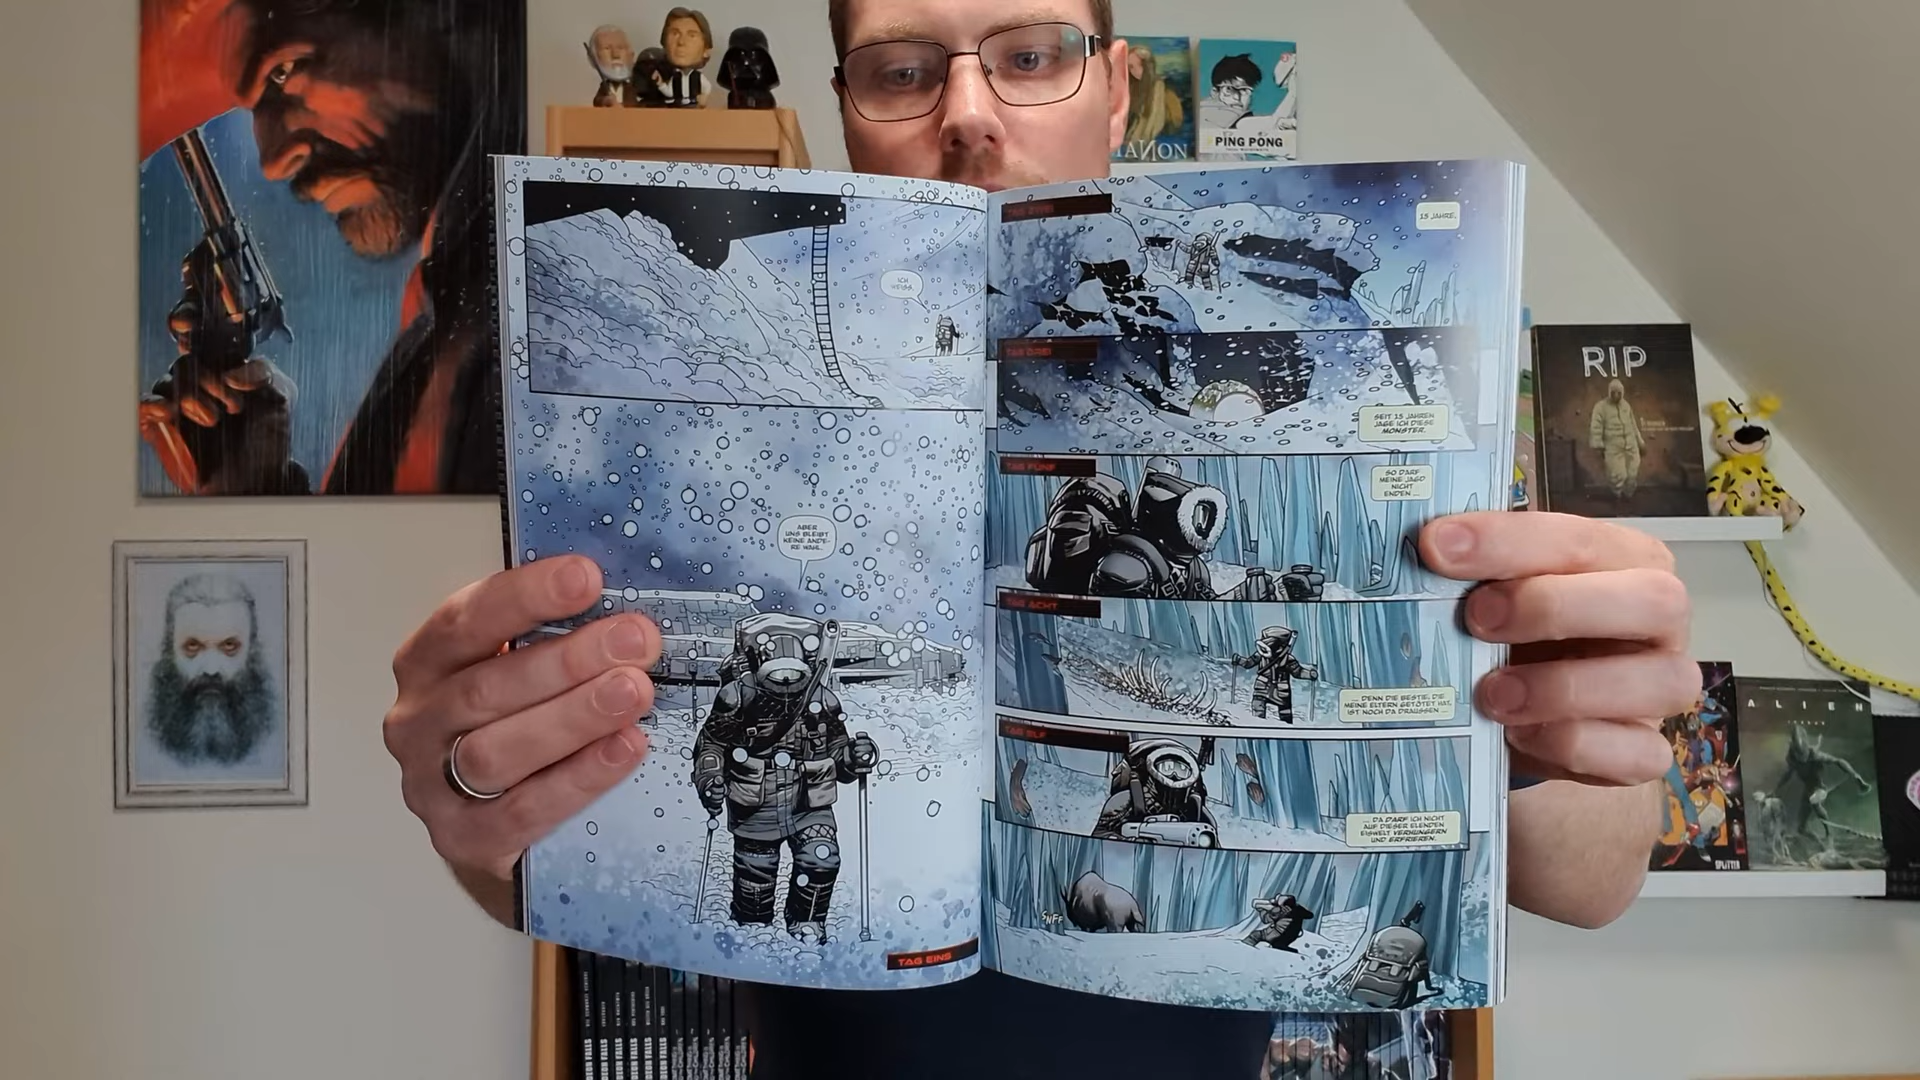 ICH
WEISS.
ABER
UNS BLEIBT
KEINE ANDE-
RE WAHL.
TAG EINS
TAG ZWEI
15 JAHRE.
TAG DREI
SEIT 15 JAHREN
JAGE ICH DIESE
MONSTER.
TAG FÜNF
SO DARF
MEINE JAGD
NICHT
ENDEN ...
TAG ACHT
... DENN DIE BESTIE, DIE
MEINE ELTERN GETÖTET HAT,
IST NOCH DA DRAUSSEN ...
TAG ELF
... DA DARF ICH NICHT
AUF DIESER ELENDEN
EISWELT VERHUNGERN
UND ERFRIEREN.
SNFF
PING PONG
RIP
ALIEN
SPLITTER